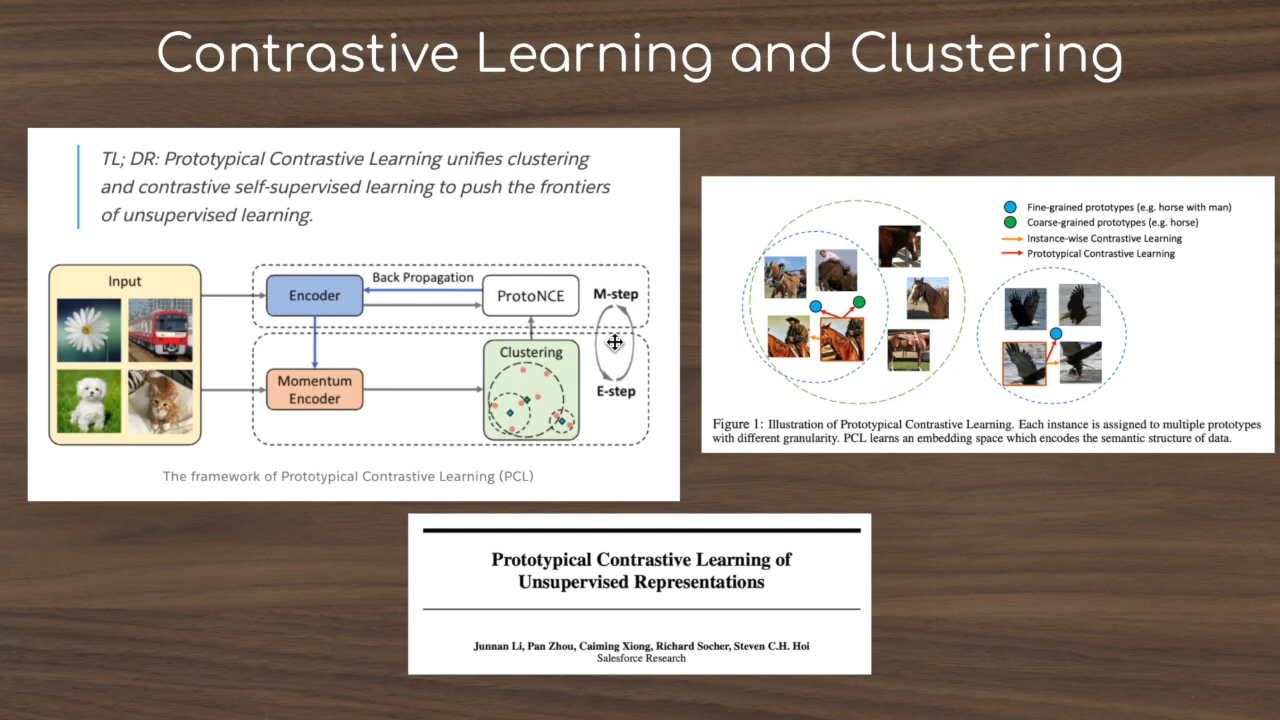 Contrastive Learning and Clustering
TL; DR: Prototypical Contrastive Learning unifies clustering
and contrastive self-supervised learning to push the frontiers
of unsupervised learning.
Input
Encoder
Back Propagation
ProtoNCE
M-step
Momentum
Encoder
Clustering
E-step
The framework of Prototypical Contrastive Learning (PCL)
Fine-grained prototypes (e.g. horse with man)
Coarse-grained prototypes (e.g. horse)
Instance-wise Contrastive Learning
Prototypical Contrastive Learning
Figure 1: Illustration of Prototypical Contrastive Learning. Each instance is assigned to multiple prototypes
with different granularity. PCL learns an embedding space which encodes the semantic structure of data.
Prototypical Contrastive Learning of
Unsupervised Representations
Junnan Li, Pan Zhou, Caiming Xiong, Richard Socher, Steven C.H. Hoi
Salesforce Research